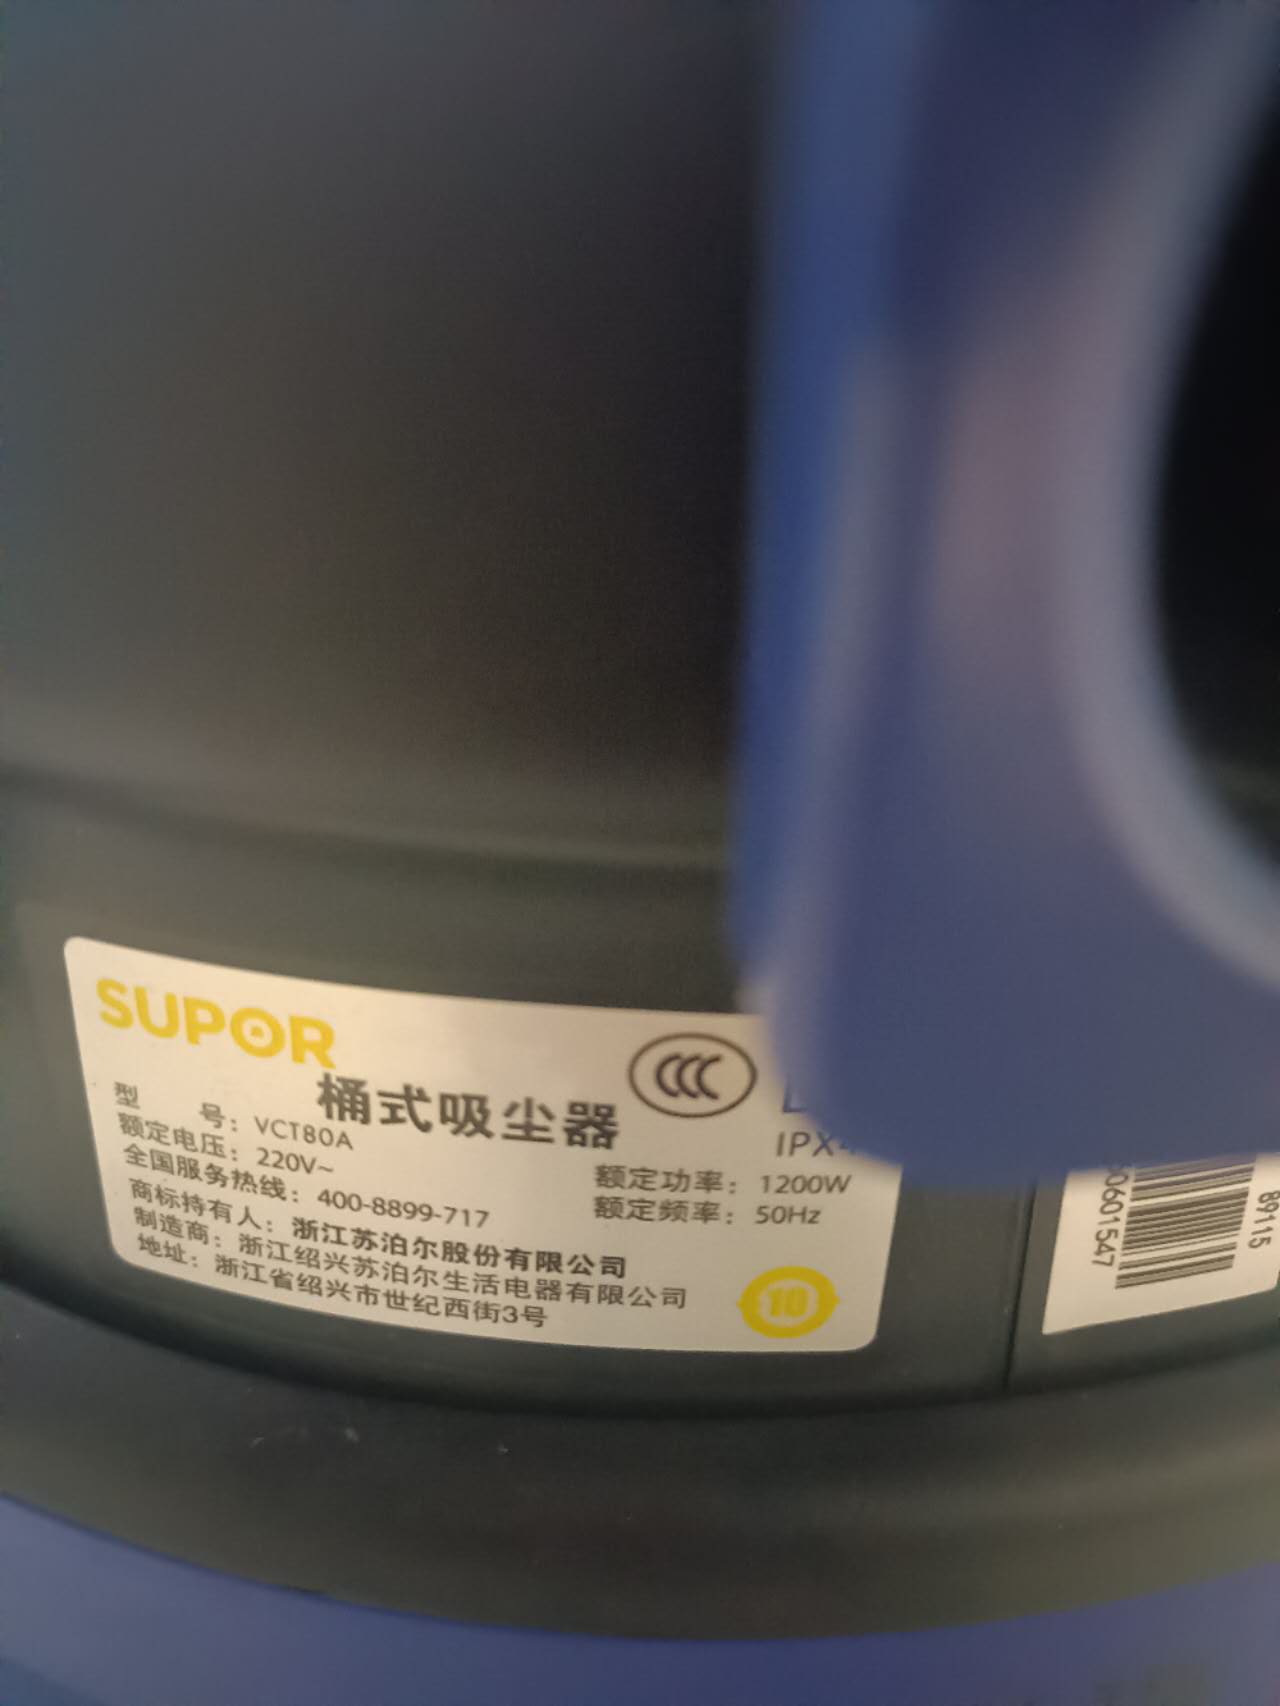 SUPOR
桶式吸尘器
型 号：VCT80A
额定电压：220V~
额定功率：1200W
全国服务热线：400-8899-717
额定频率：50Hz
商标持有人：浙江苏泊尔股份有限公司
制造商：浙江绍兴苏泊尔生活电器有限公司
地址：浙江省绍兴市世纪西街3号
CCC
IPX4
10
0601547
89115